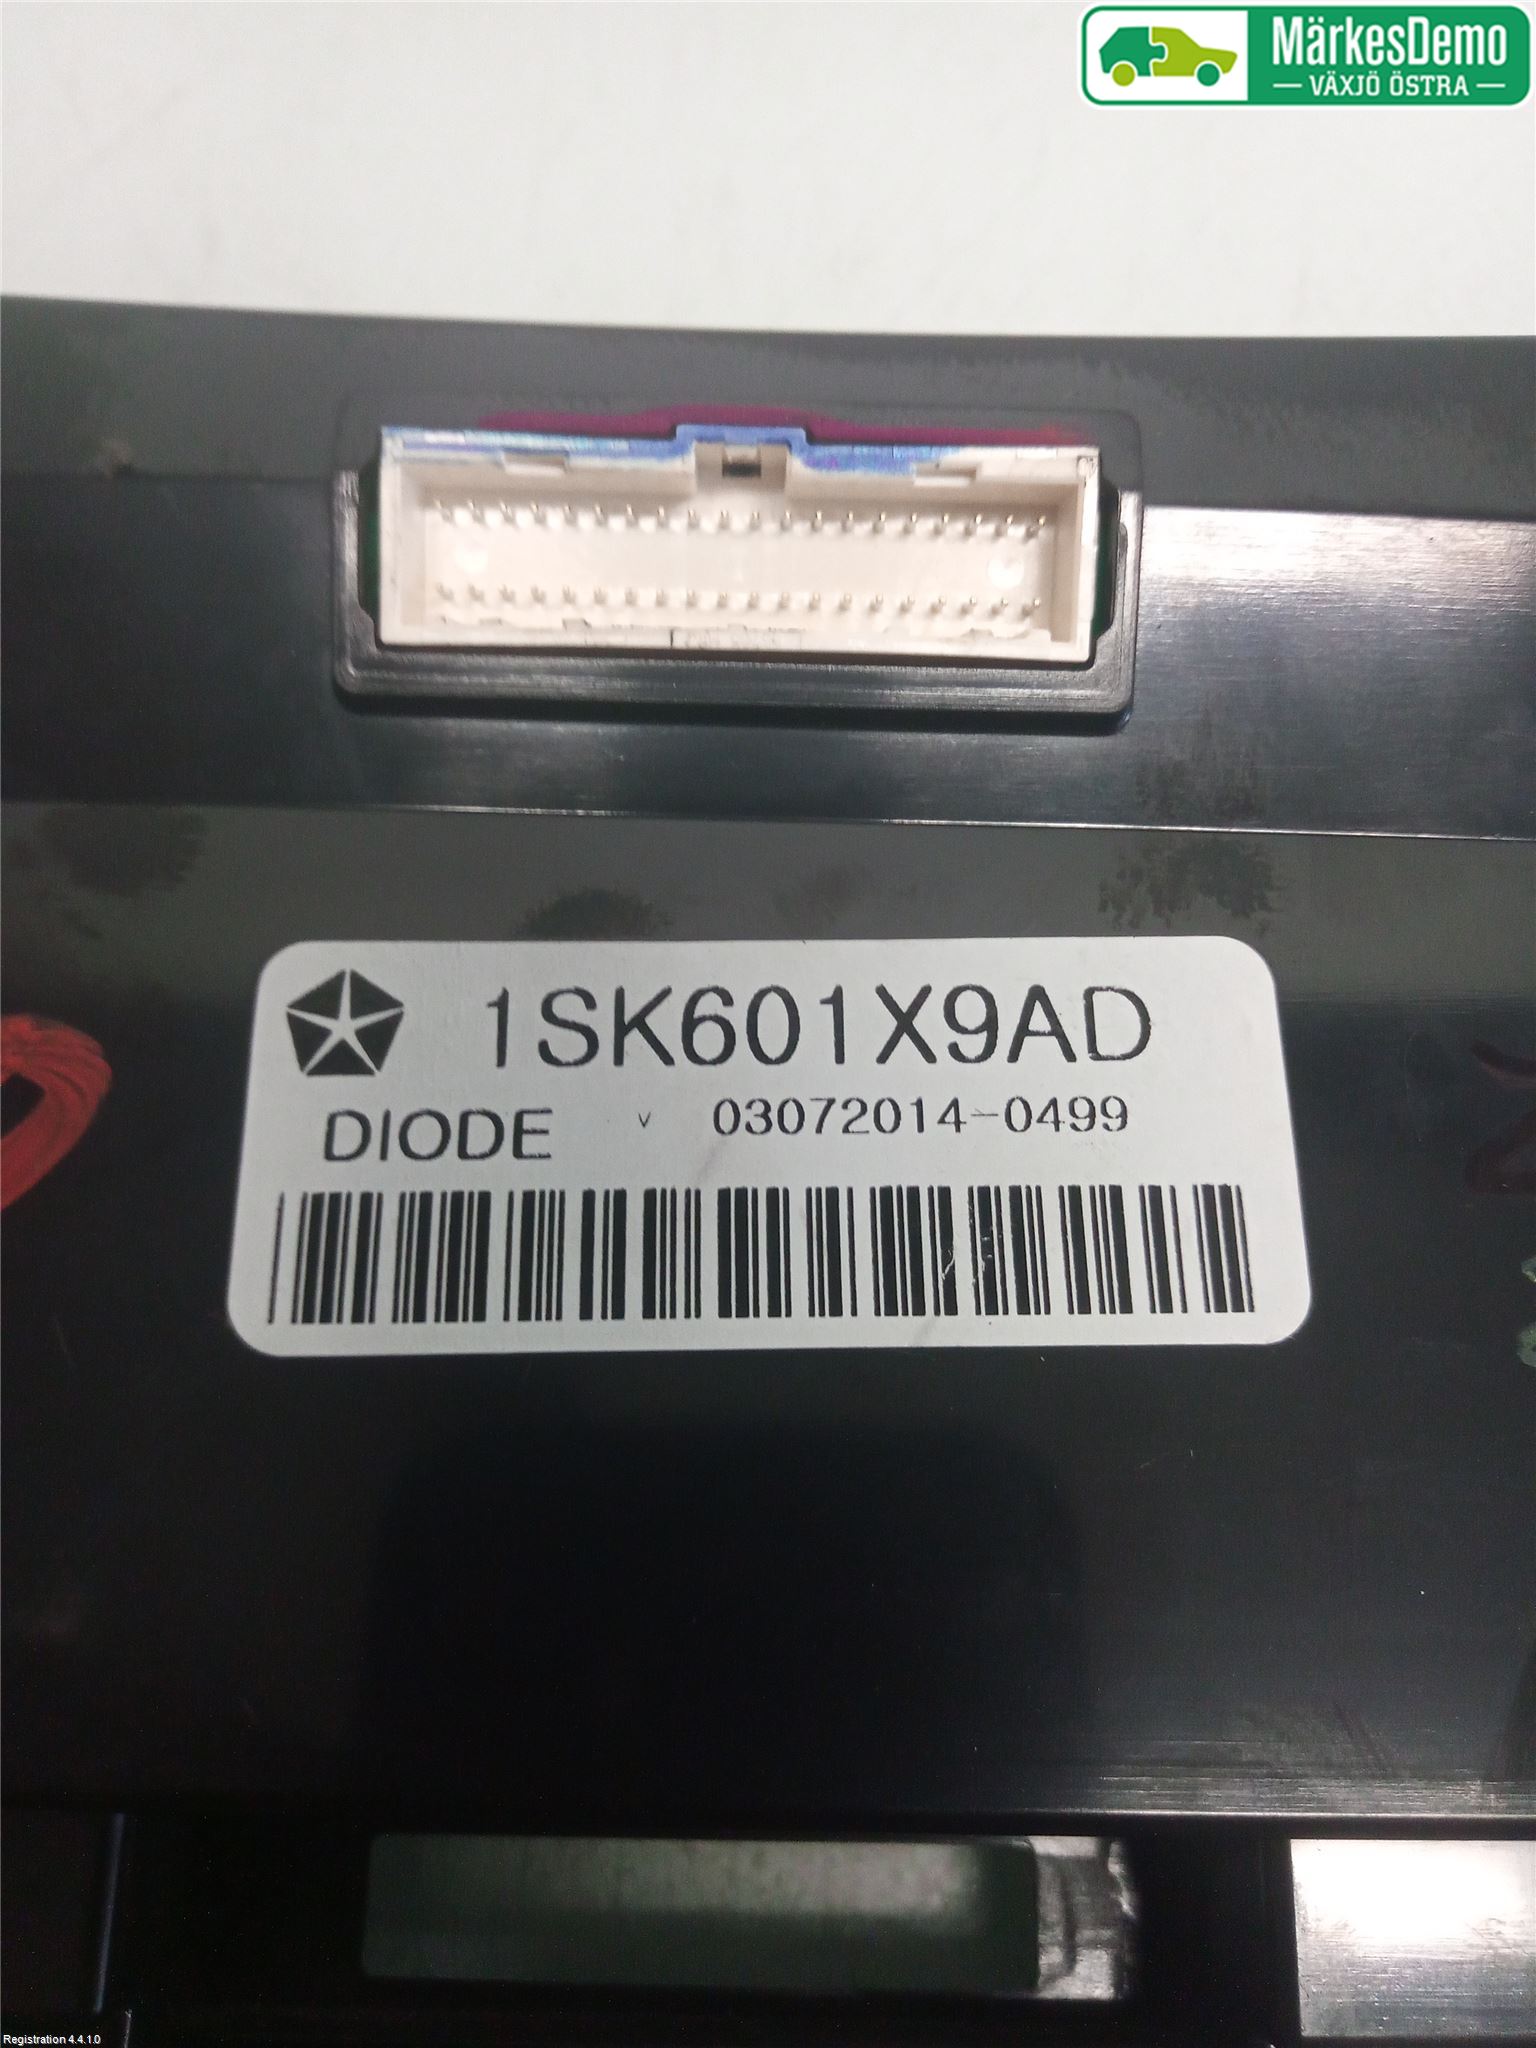 MärkesDemo
VÄXJÖ ÖSTRA
1SK601X9AD
DIODE v 03072014-0499
Registration 4.4.1.0